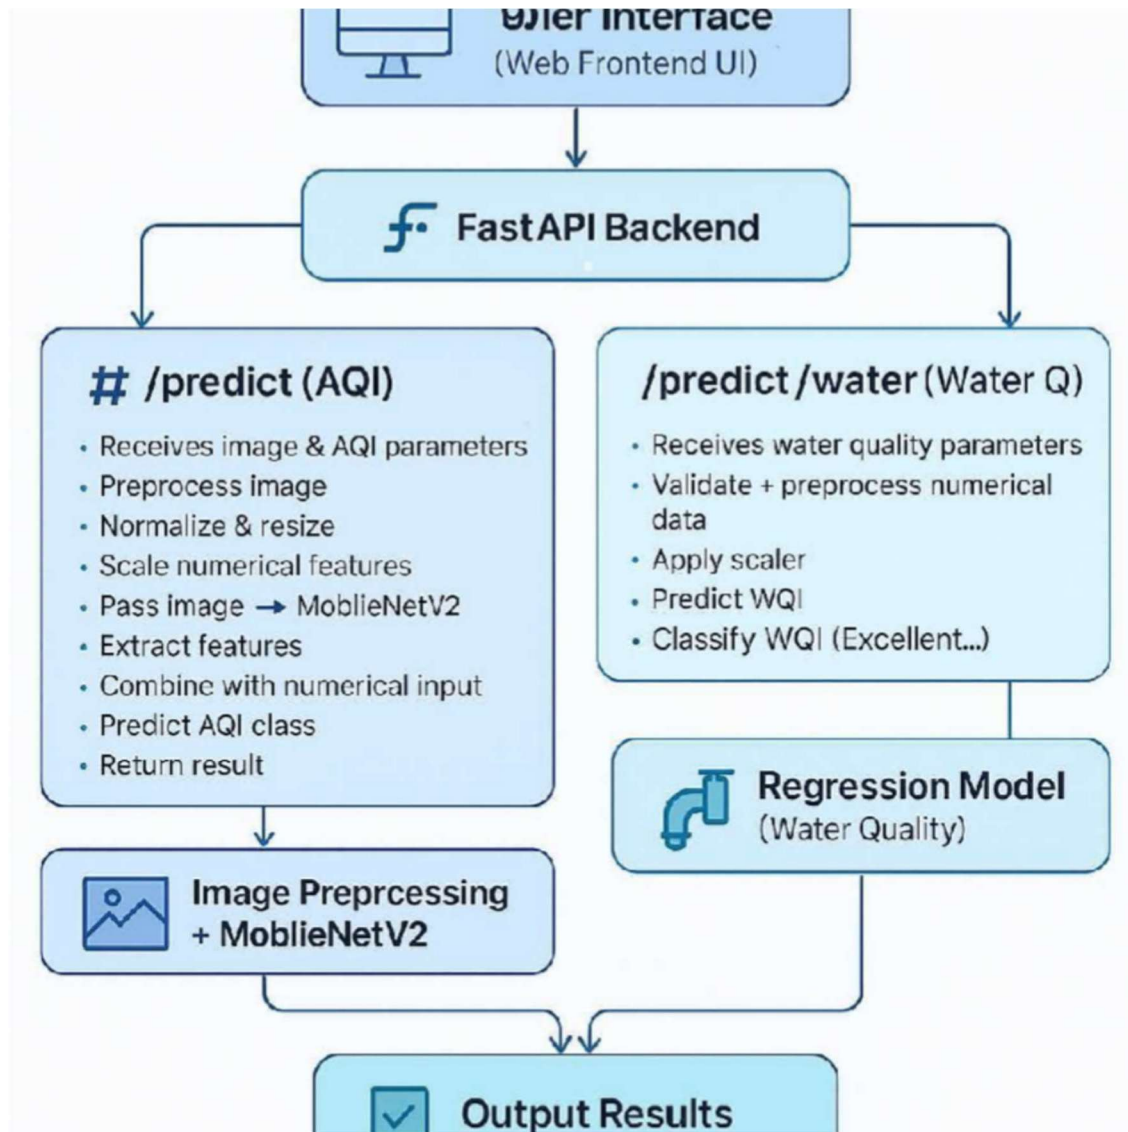 Interface
(Web Frontend UI)
FastAPI Backend
# /predict (AQI)
• Receives image & AQI parameters
• Preprocess image
• Normalize & resize
• Scale numerical features
• Pass image → MoblieNetV2
• Extract features
• Combine with numerical input
• Predict AQI class
• Return result
/predict/water (Water Q)
• Receives water quality parameters
• Validate + preprocess numerical
data
• Apply scaler
• Predict WQI
• Classify WQI (Excellent...)
Regression Model
(Water Quality)
Image Preprcessing
+ MoblieNetV2
Output Results